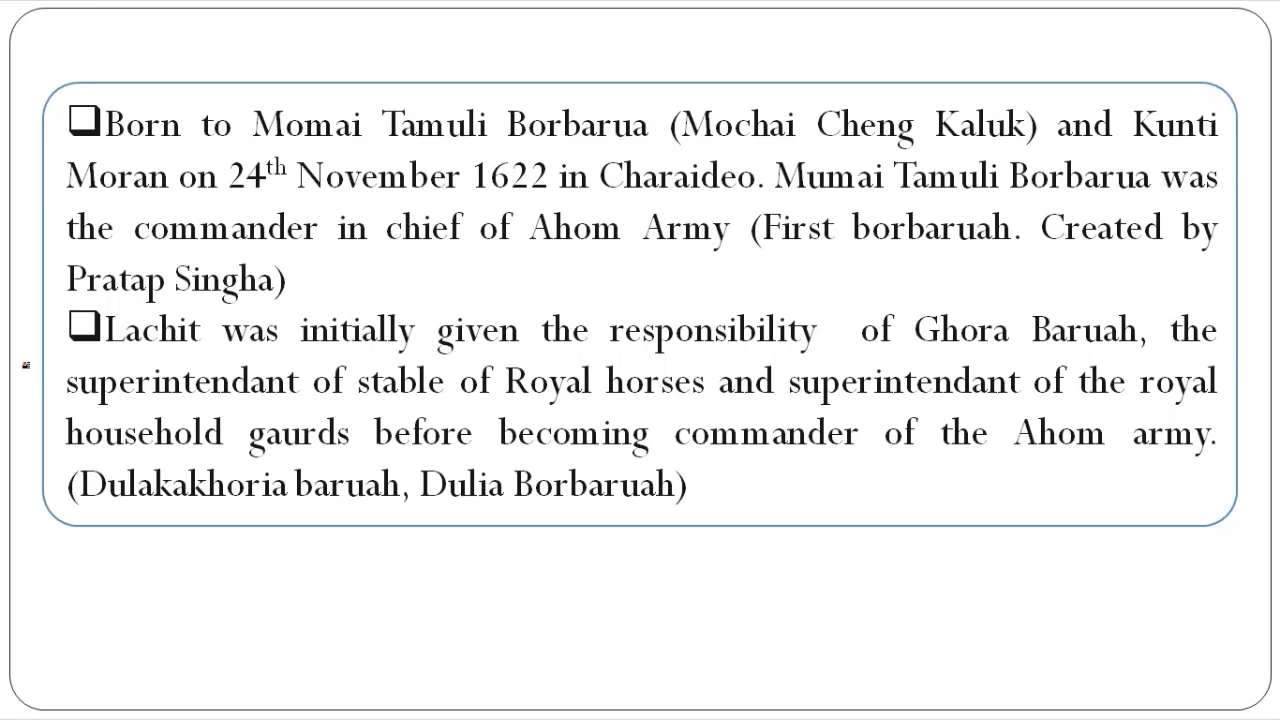 ❑Born to Momai Tamuli Borbarua (Mochai Cheng Kaluk) and Kunti
Moran on 24th November 1622 in Charaideo. Mumai Tamuli Borbarua was
the commander in chief of Ahom Army (First borbaruah. Created by
Pratap Singha)
❑Lachit was initially given the responsibility of Ghora Baruah, the
superintendant of stable of Royal horses and superintendant of the royal
household gaurds before becoming commander of the Ahom army.
(Dulakakhoria baruah, Dulia Borbaruah)